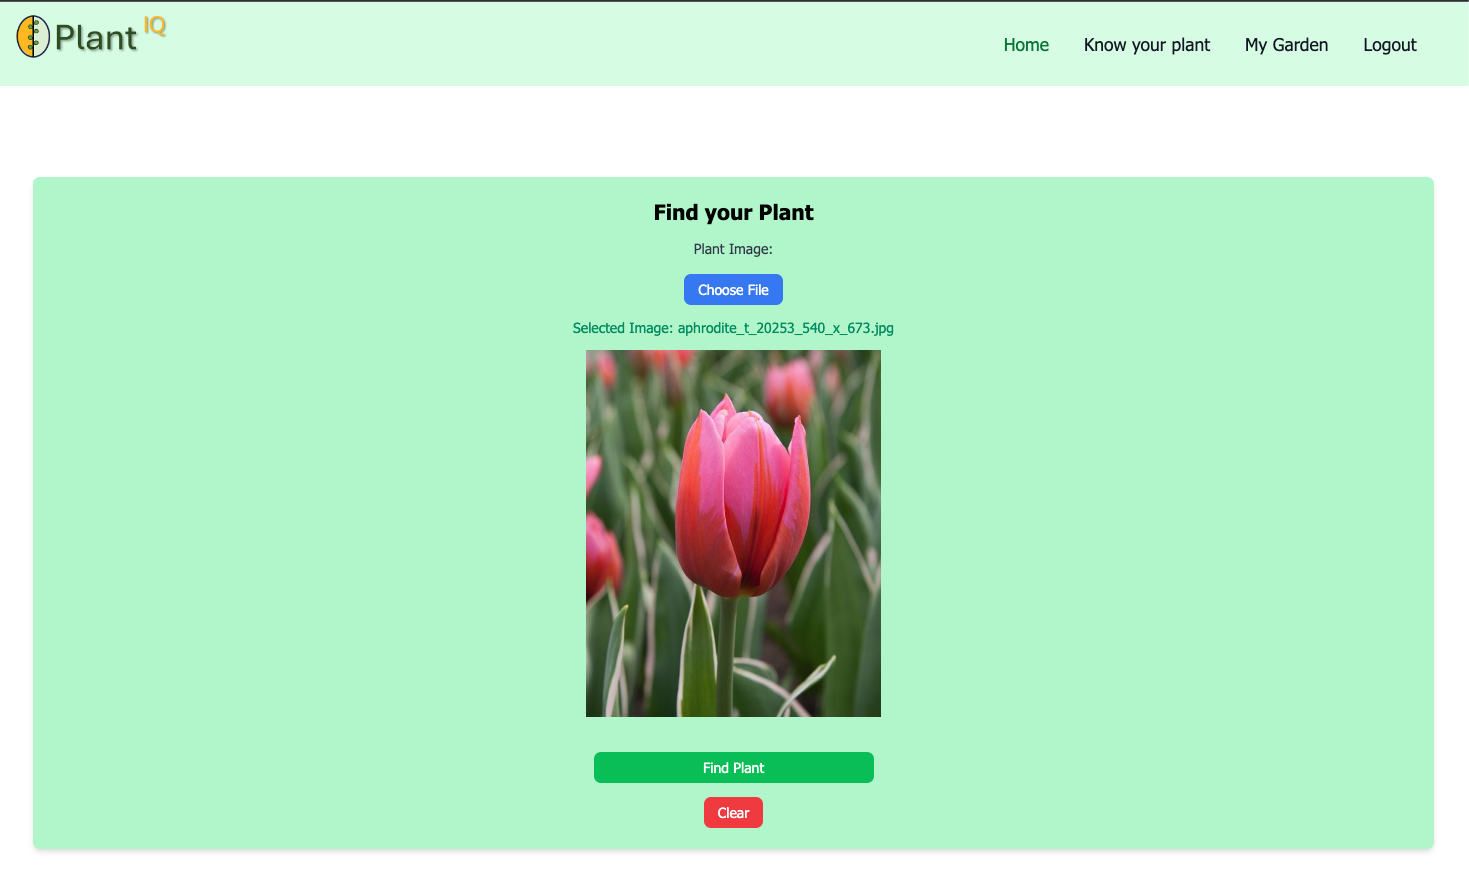 Plant IQ
Home Know your plant My Garden Logout
Find your Plant
Plant Image:
Choose File
Selected Image: aphrodite_t_20253_540_x_673.jpg
Find Plant
Clear